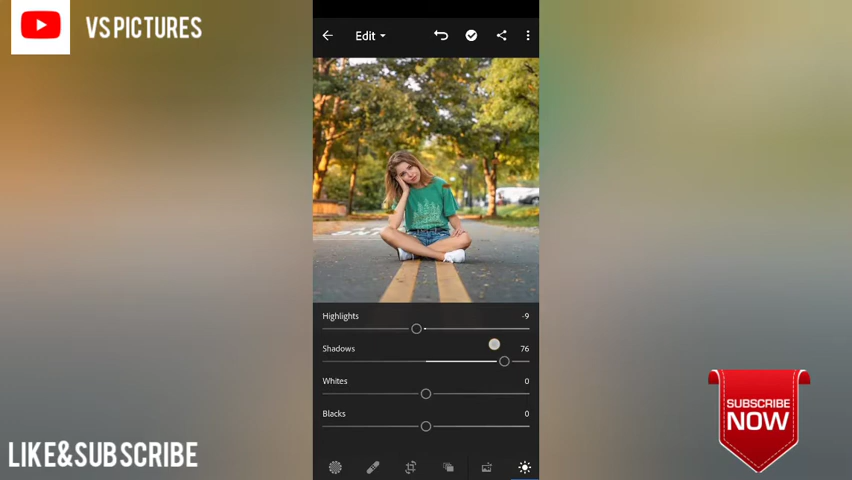 VS PICTURES
Edit
Highlights -9
Shadows 76
Whites 0
Blacks 0
SUBSCRIBE
NOW
LIKE&SUBSCRIBE